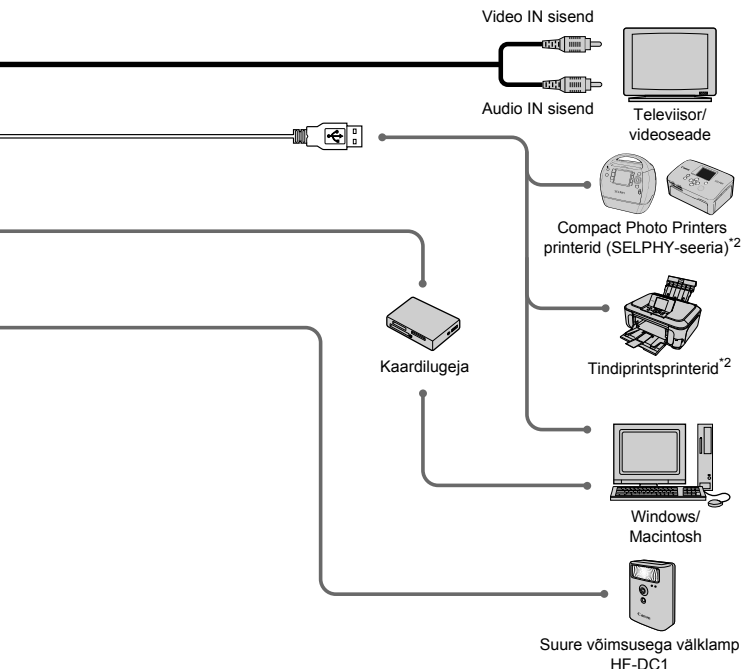 Video IN sisend
Audio IN sisend
Televiisor/
videoseade
Compact Photo Printers
printerid (SELPHY-seeria)*2
Tindiprintsprinterid*2
Kaardilugeja
Windows/
Macintosh
Suure võimsusega välklamp
HF-DC1